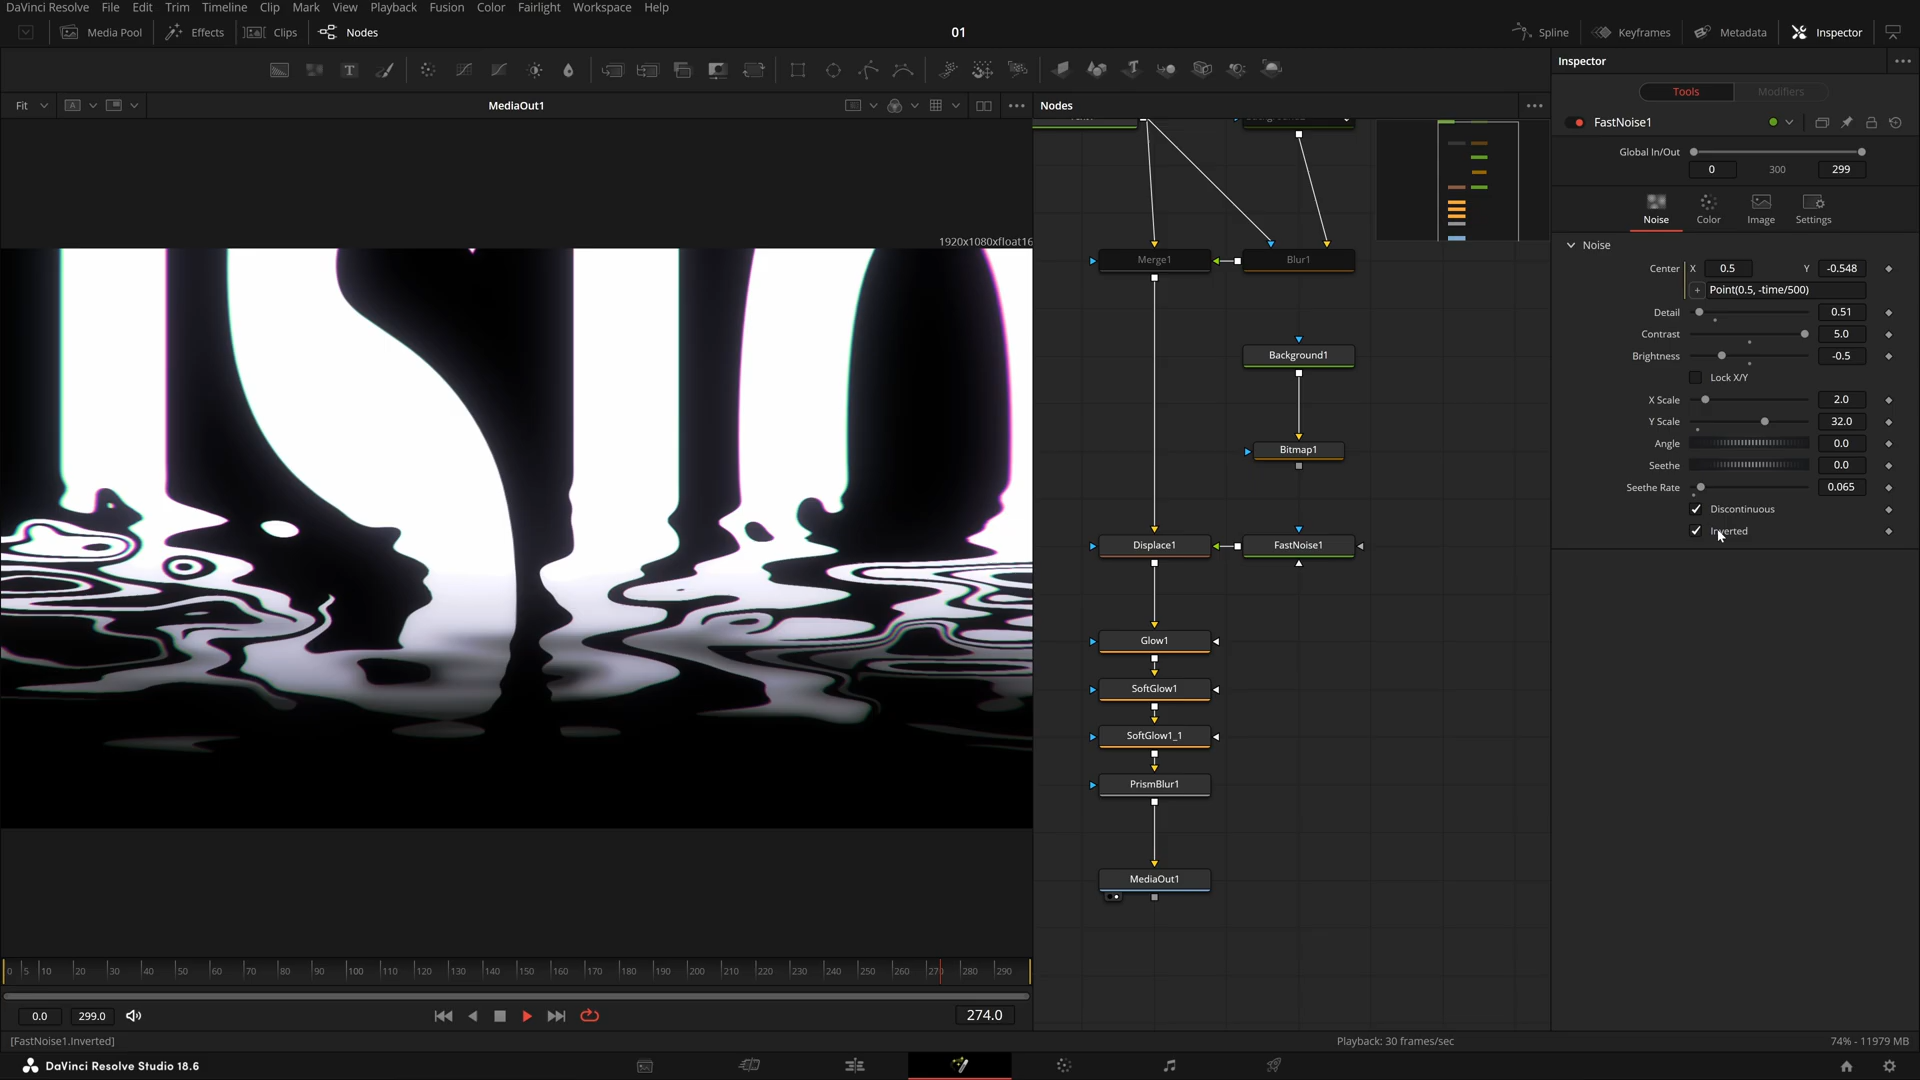 DaVinci Resolve File Edit Trim Timeline Clip Mark View Playback Fusion Color Fairlight Workspace Help
Media Pool Effects Clips Nodes 01 Spline Keyframes Metadata Inspector
Inspector
Fit A MediaOut1 Nodes
Tools Modifiers
FastNoise1
Global In/Out
0 300 299
Noise Color Image Settings
1920x1080xfloat16
Noise
Center X 0.5 Y -0.548
Point(0.5, -time/500)
Detail 0.51
Contrast 5.0
Brightness -0.5
Lock X/Y
X Scale 2.0
Y Scale 32.0
Angle 0.0
Seethe 0.0
Seethe Rate 0.065
Discontinuous
Inverted
Merge1 Blur1
Background1
Bitmap1
Displace1 FastNoise1
Glow1
SoftGlow1
SoftGlow1_1
PrismBlur1
MediaOut1
0 5 10 20 30 40 50 60 70 80 90 100 110 120 130 140 150 160 170 180 190 200 210 220 230 240 250 260 270 280 290
0.0 299.0 274.0
[FastNoise1.Inverted] Playback: 30 frames/sec 74% - 11979 MB
DaVinci Resolve Studio 18.6